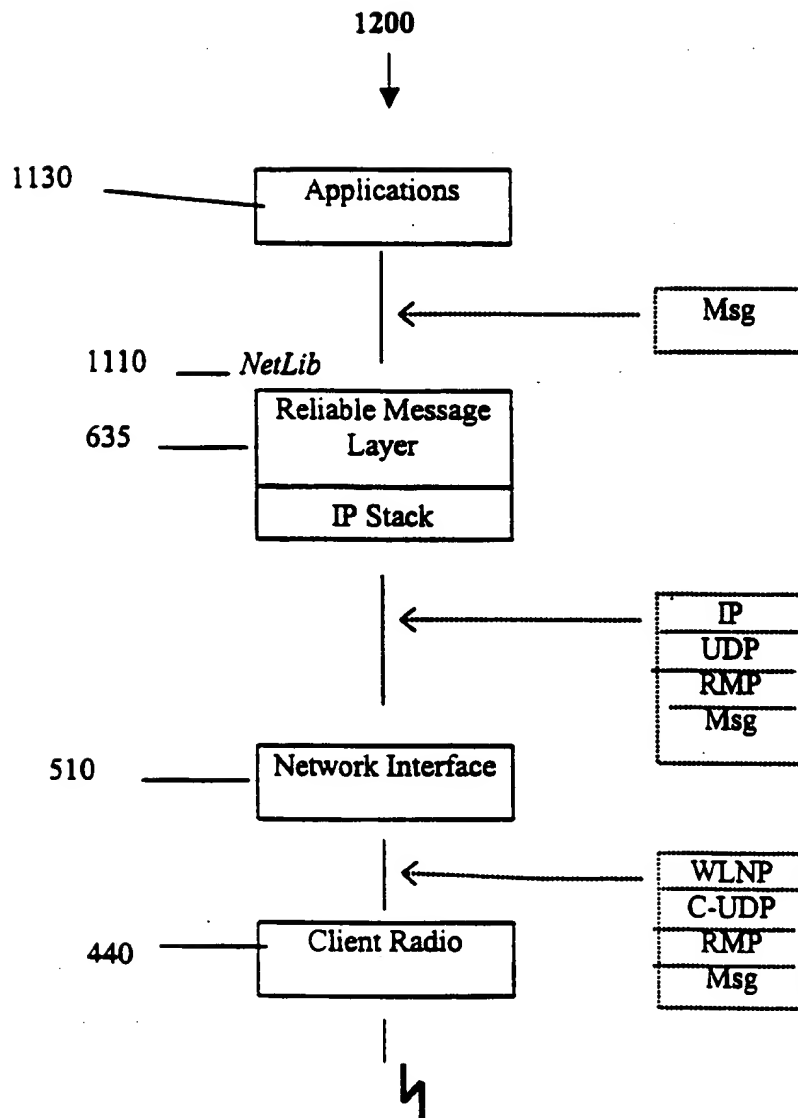 1200
1130
Applications
Msg
1110
NetLib
635
Reliable Message
Layer
IP Stack
IP
UDP
RMP
Msg
510
Network Interface
WLNP
C-UDP
RMP
Msg
440
Client Radio